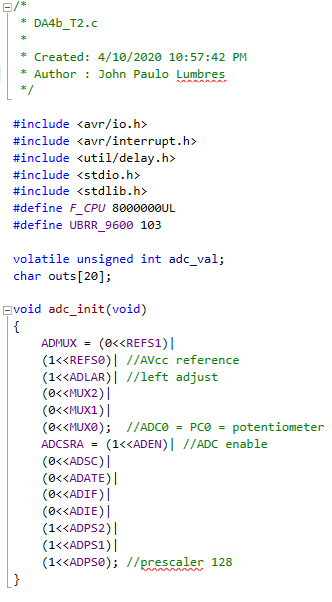 /*
 * DA4b_T2.c
 *
 * Created: 4/10/2020 10:57:42 PM
 * Author : John Paulo Lumbres
 */
#include <avr/io.h>
#include <avr/interrupt.h>
#include <util/delay.h>
#include <stdio.h>
#include <stdlib.h>
#define F_CPU 8000000UL
#define UBRR_9600 103
volatile unsigned int adc_val;
char outs[20];
void adc_init(void)
{
    ADMUX = (0<<REFS1)|
    (1<<REFS0)| //AVcc reference
    (1<<ADLAR)| //left adjust
    (0<<MUX2)|
    (0<<MUX1)|
    (0<<MUX0);  //ADC0 = PC0 = potentiometer
    ADCSRA = (1<<ADEN)| //ADC enable
    (0<<ADSC)|
    (0<<ADATE)|
    (0<<ADIF)|
    (0<<ADIE)|
    (1<<ADPS2)|
    (1<<ADPS1)|
    (1<<ADPS0); //prescaler 128
}